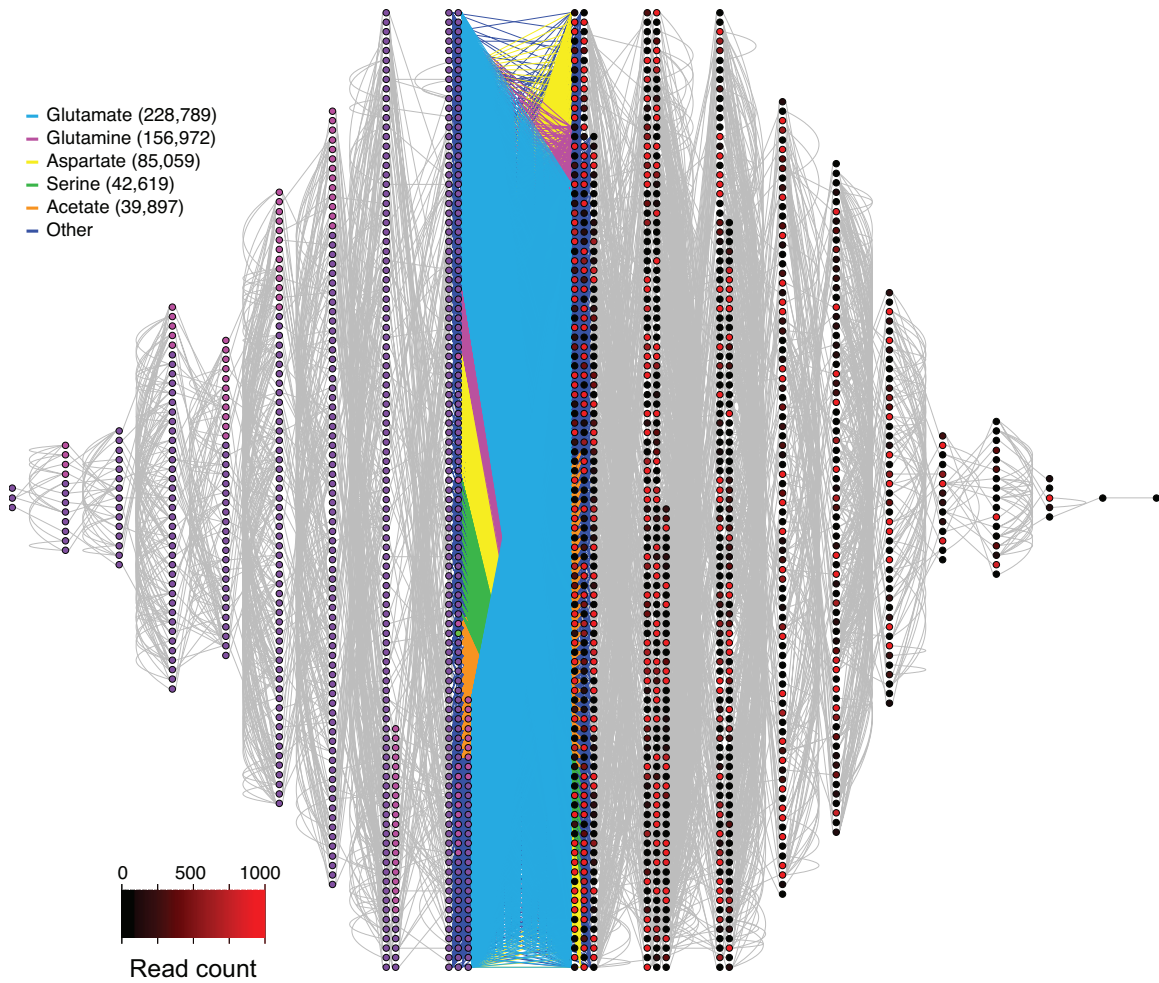 Glutamate (228,789)
Glutamine (156,972)
Aspartate (85,059)
Serine (42,619)
Acetate (39,897)
Other
0 500 1000
Read count